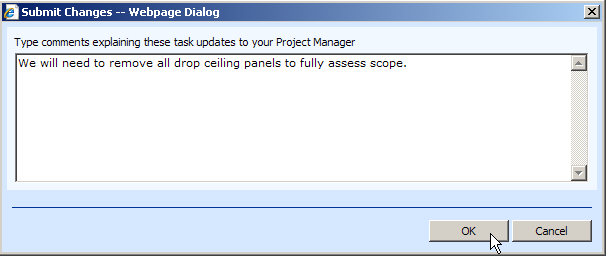 Submit Changes -- Webpage Dialog
Type comments explaining these task updates to your Project Manager
We will need to remove all drop ceiling panels to fully assess scope.
OK
Cancel